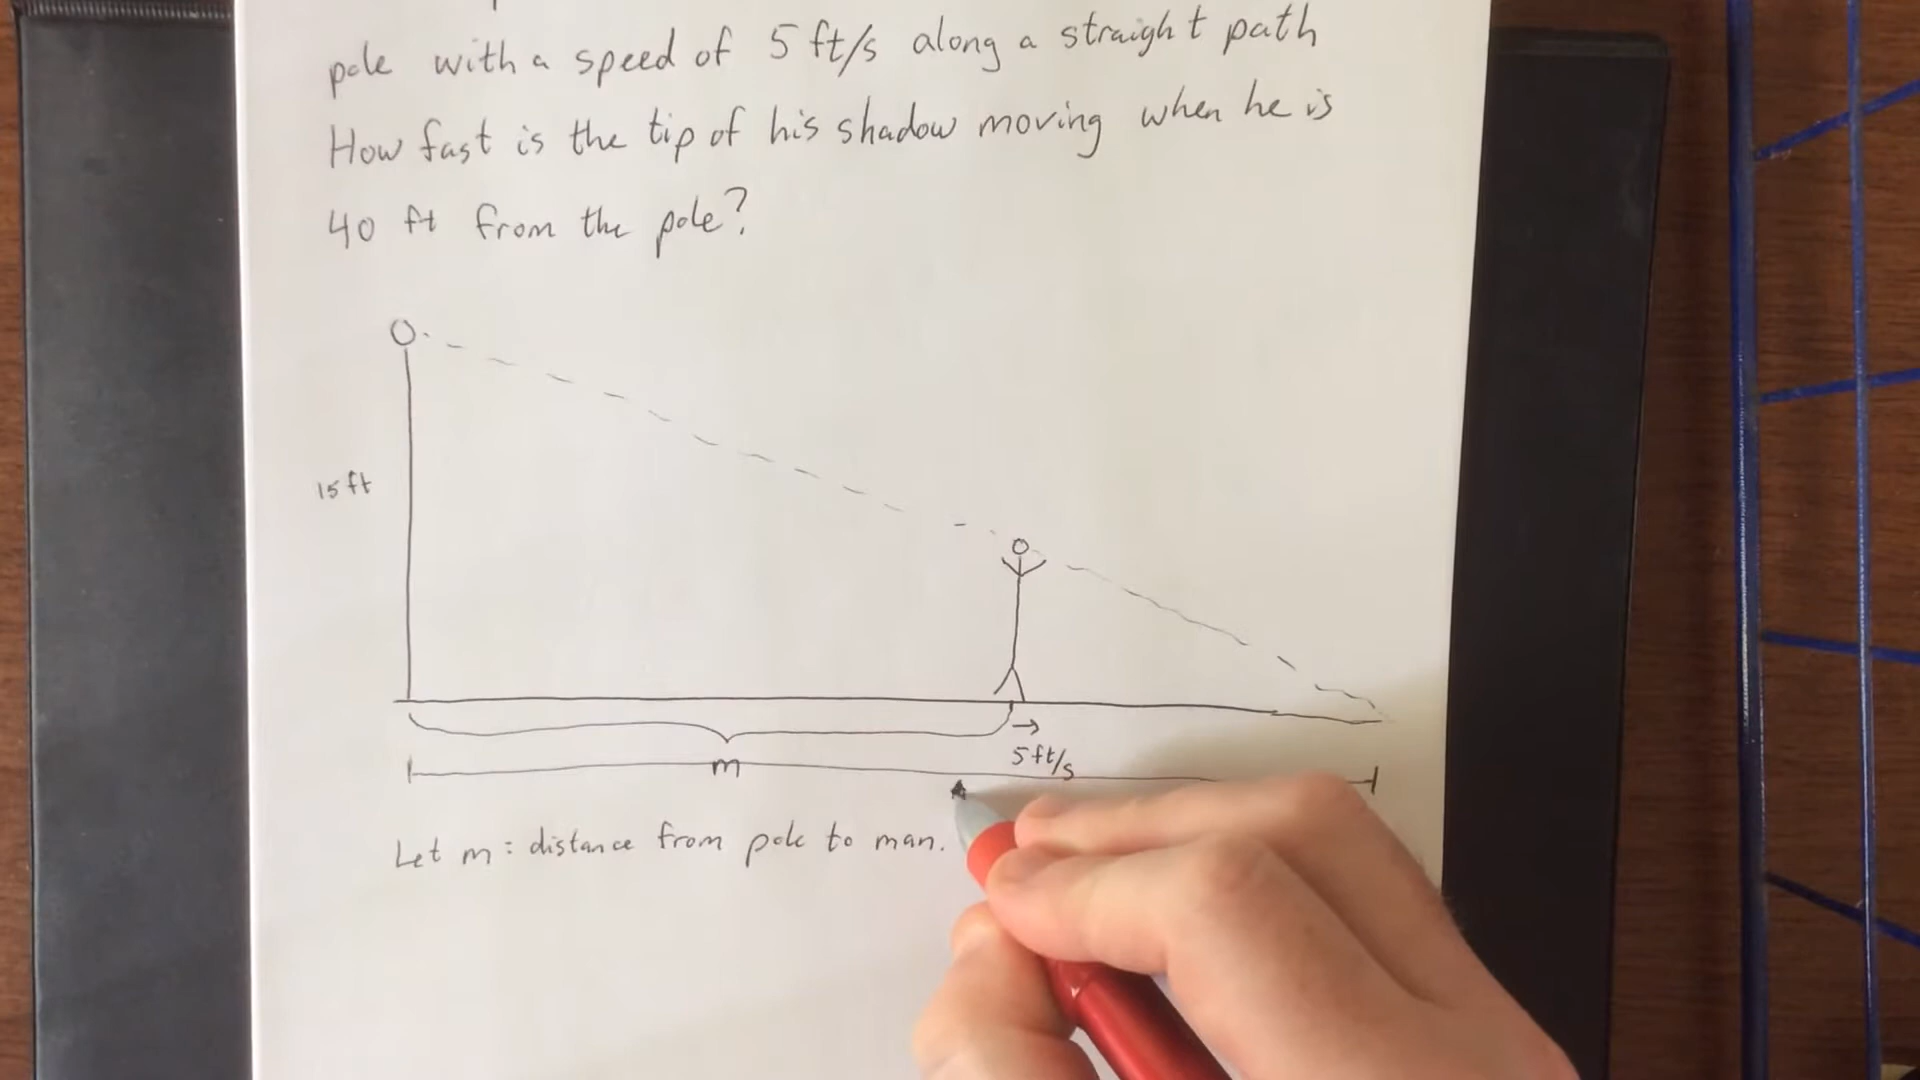 pole with a speed of 5 ft/s along a straight path
How fast is the tip of his shadow moving when he is
40 ft from the pole?
15 ft
5 ft/s
m
Let m = distance from pole to man.